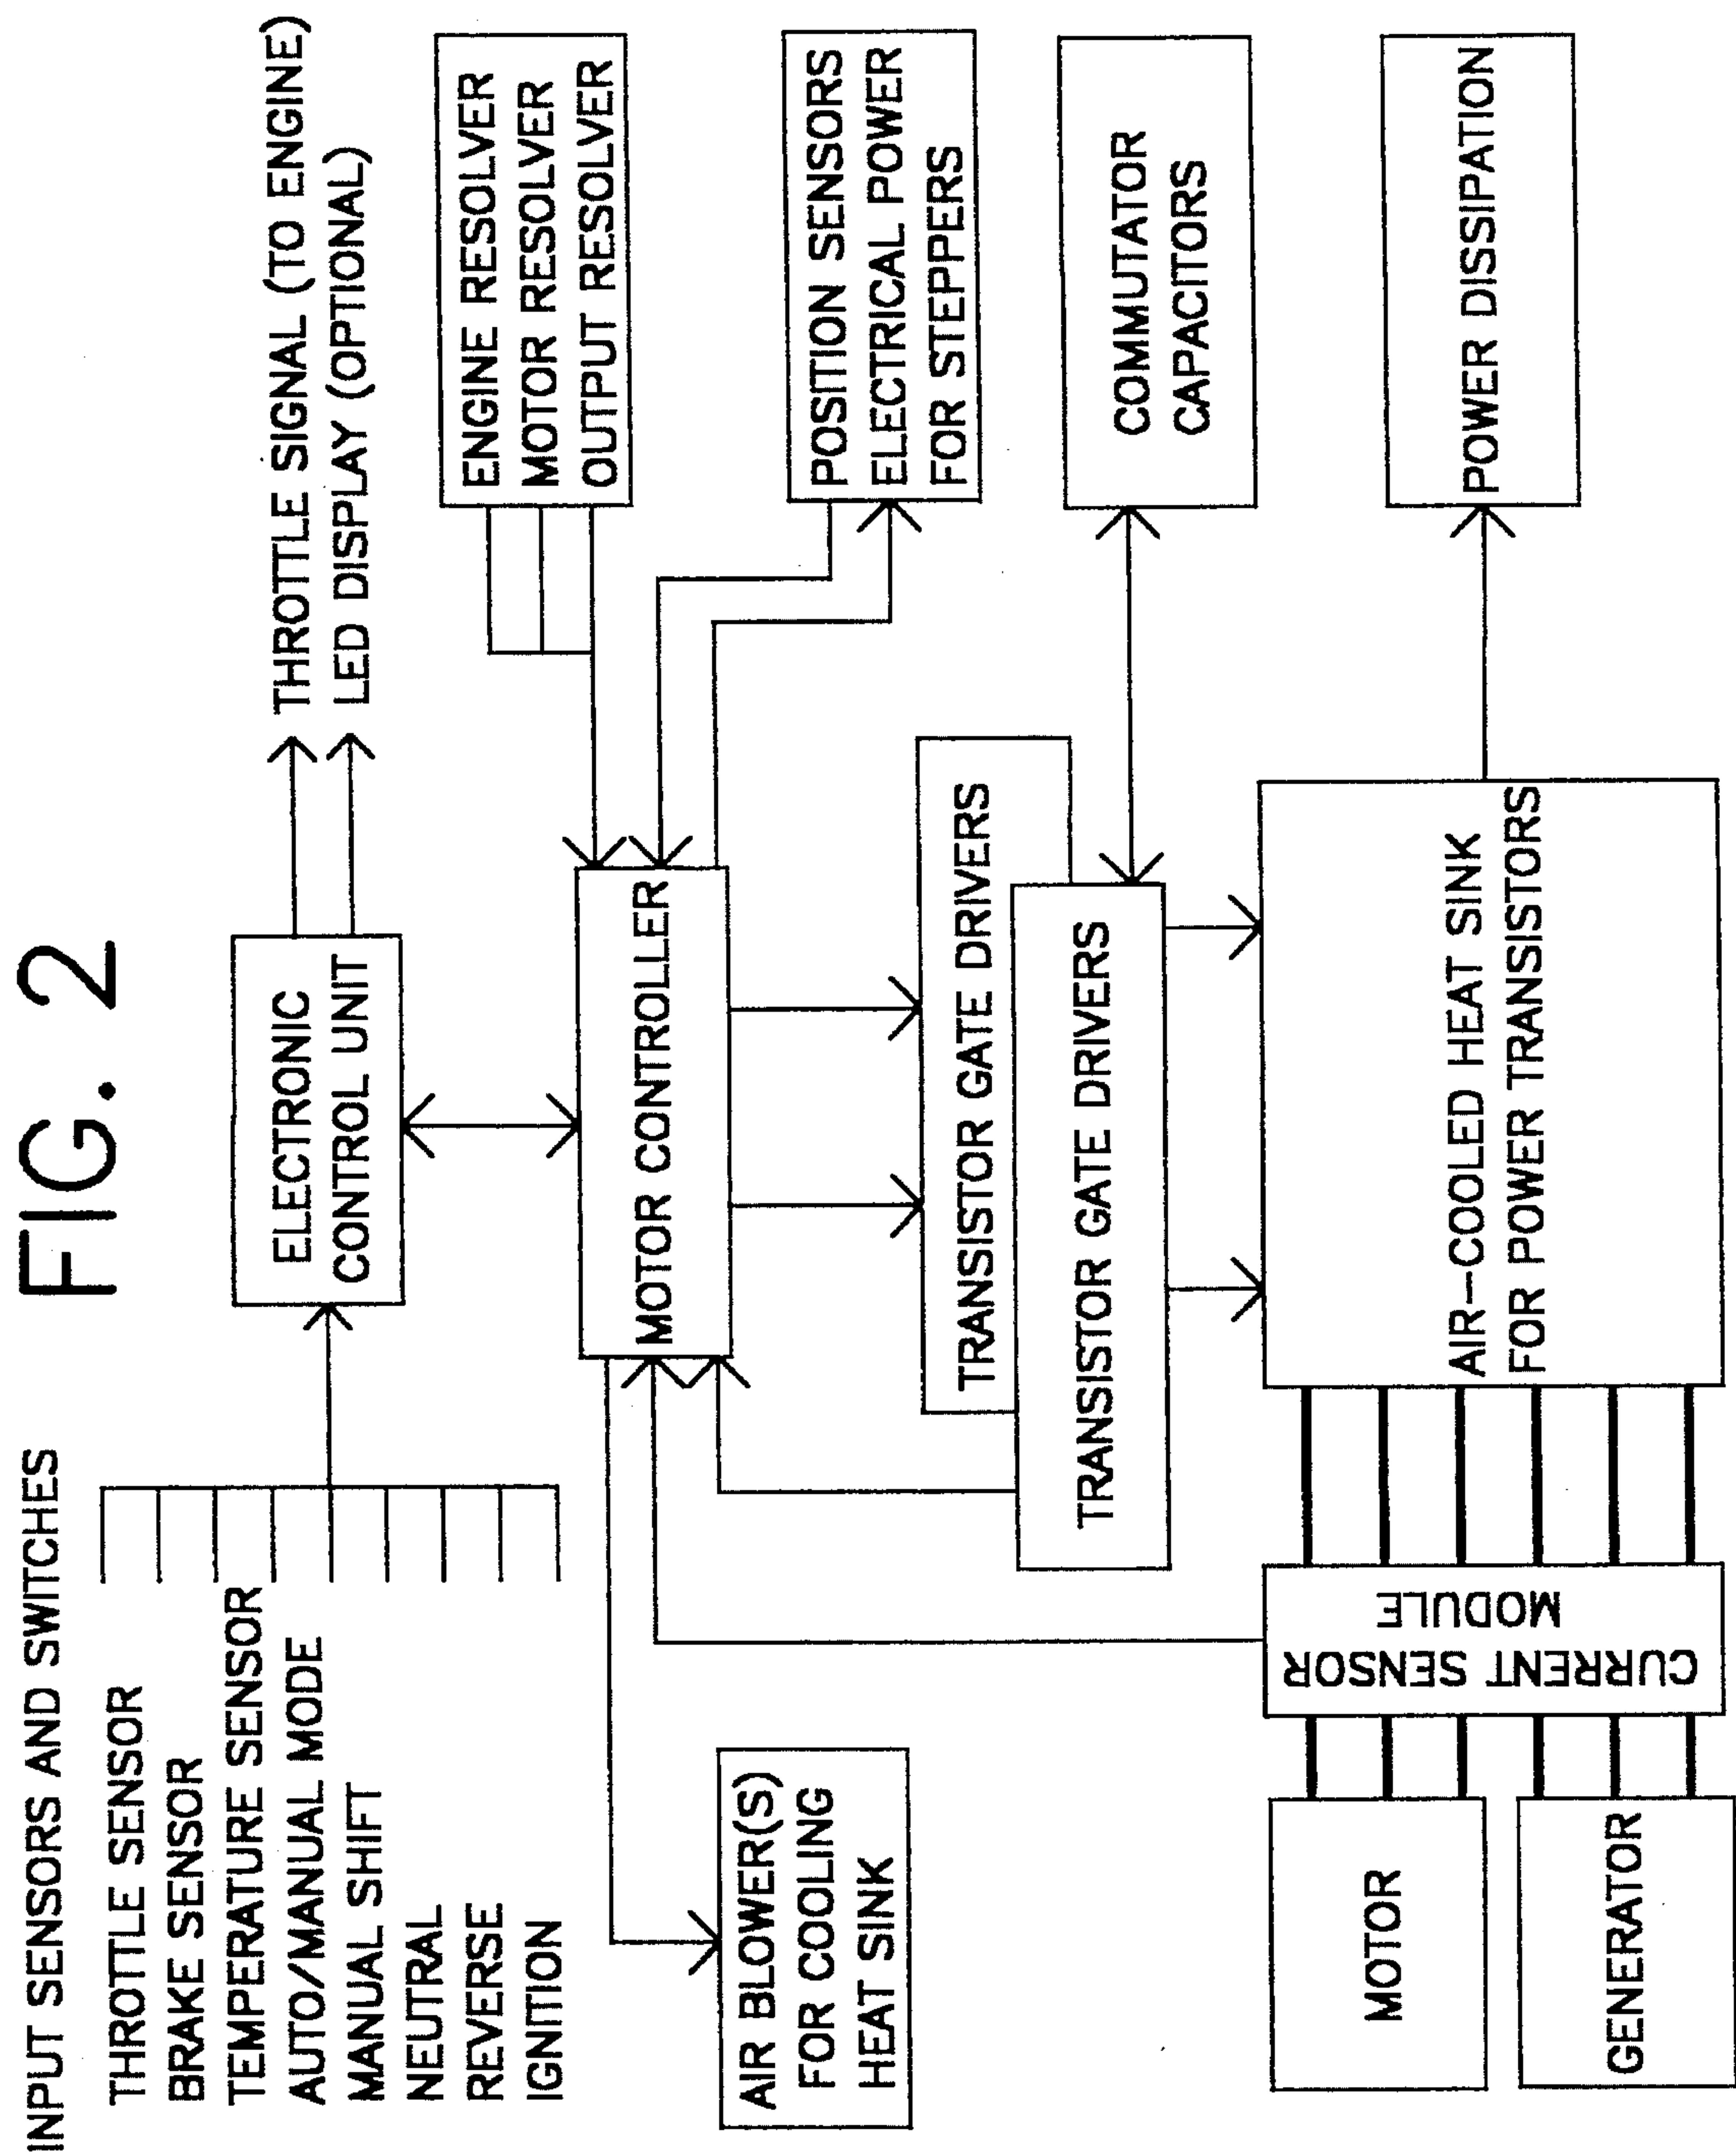 FIG. 2
INPUT SENSORS AND SWITCHES
THROTTLE SENSOR
BRAKE SENSOR
TEMPERATURE SENSOR
AUTO/MANUAL MODE
MANUAL SHIFT
NEUTRAL
REVERSE
IGNITION
ELECTRONIC
CONTROL UNIT
THROTTLE SIGNAL (TO ENGINE)
LED DISPLAY (OPTIONAL)
ENGINE RESOLVER
MOTOR RESOLVER
OUTPUT RESOLVER
MOTOR CONTROLLER
POSITION SENSORS
ELECTRICAL POWER
FOR STEPPERS
AIR BLOWER(S)
FOR COOLING
HEAT SINK
TRANSISTOR GATE DRIVERS
TRANSISTOR GATE DRIVERS
COMMUTATOR
CAPACITORS
MOTOR
GENERATOR
CURRENT SENSOR
MODULE
AIR-COOLED HEAT SINK
FOR POWER TRANSISTORS
POWER DISSIPATION